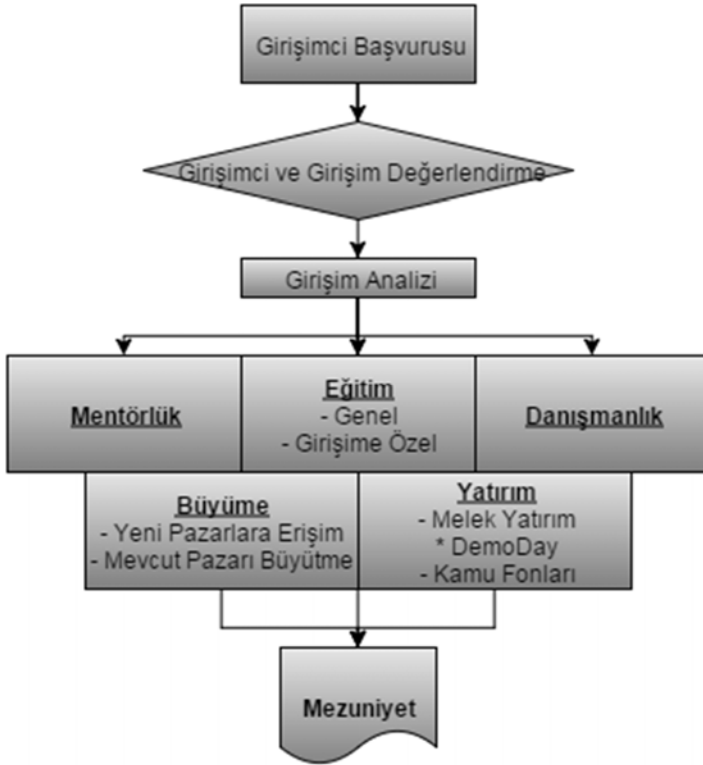 Girişimci Başvurusu
Girişimci ve Girişim Değerlendirme
Girişim Analizi
Mentörlük
Eğitim
- Genel
- Girişime Özel
Danışmanlık
Büyüme
- Yeni Pazarlara Erişim
- Mevcut Pazarı Büyütme
Yatırım
- Melek Yatırım
* DemoDay
- Kamu Fonları
Mezuniyet